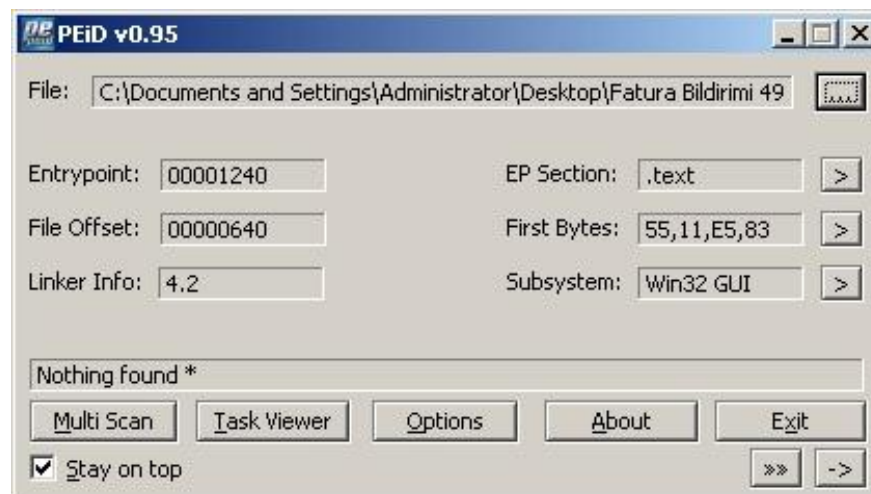 PEiD v0.95
File: C:\Documents and Settings\Administrator\Desktop\Fatura Bildirimi 49 ...
Entrypoint: 00001240 EP Section: .text >
File Offset: 00000640 First Bytes: 55,11,E5,83 >
Linker Info: 4.2 Subsystem: Win32 GUI >
Nothing found *
Multi Scan Task Viewer Options About Exit
Stay on top »» ->